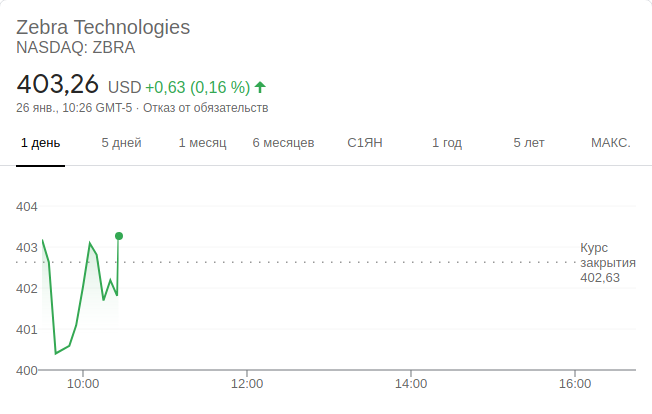 Zebra Technologies
NASDAQ: ZBRA
403,26 USD +0,63 (0,16 %)
26 янв., 10:26 GMT-5 · Отказ от обязательств
1 день 5 дней 1 месяц 6 месяцев С1ЯН 1 год 5 лет МАКС.
404
403
402
401
400
Курс
закрытия
402,63
10:00 12:00 14:00 16:00